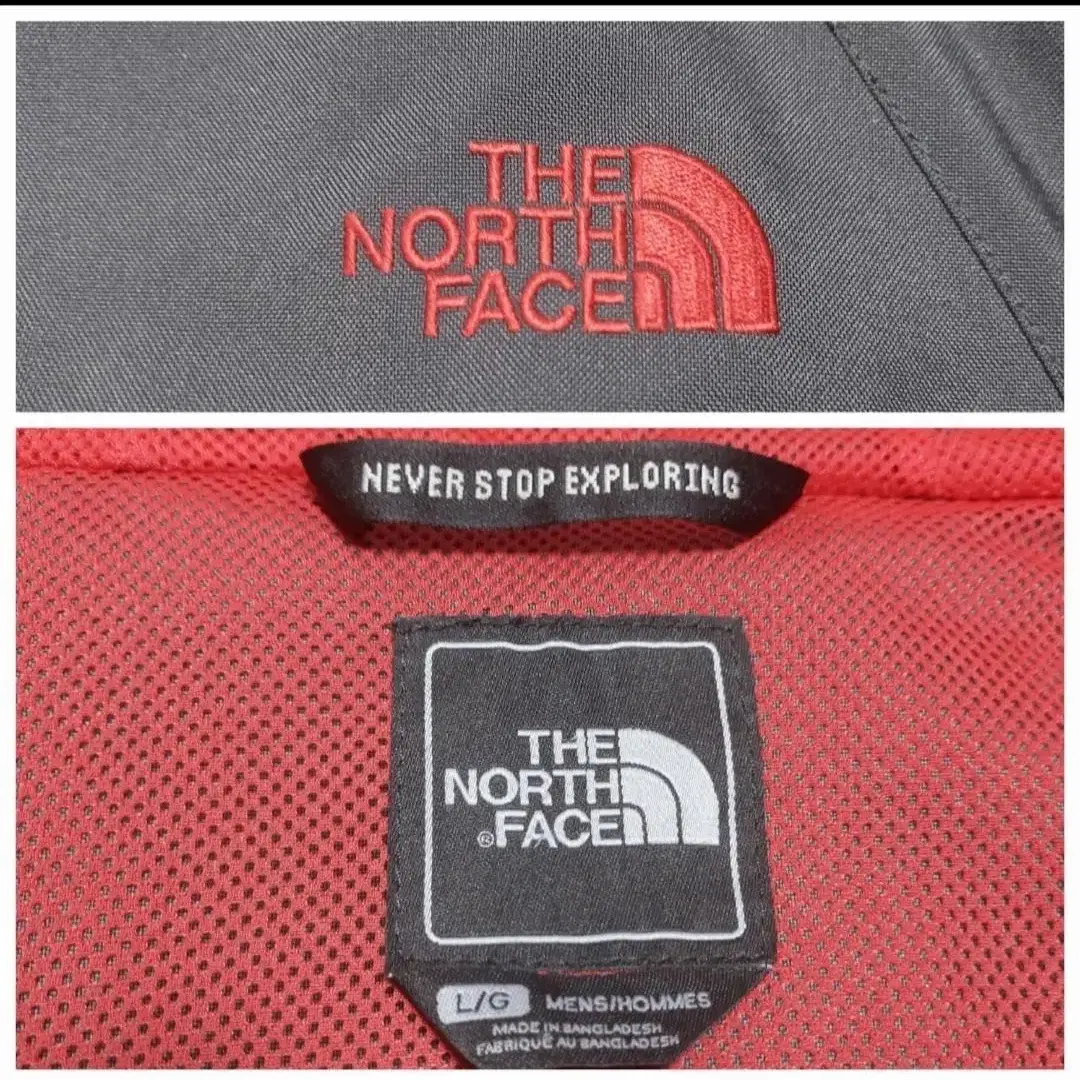 THE
NORTH
FACE
NEVER STOP EXPLORING
THE
NORTH
®FACE
L/G MENS/HOMMES
MADE IN BANGLADESH
FABRIQUÉ AU BANGLADESH